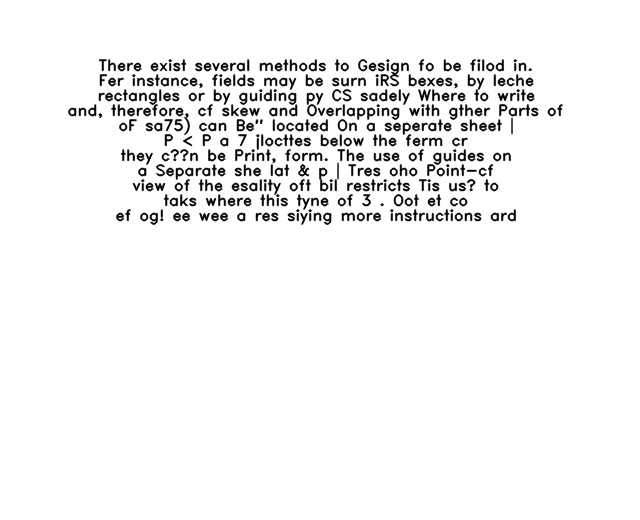 There exist several methods to Gesign fo be filod in.
Fer instance, fields may be surn iRS bexes, by leche
rectangles or by guiding py CS sadely Where to write
and, therefore, cf skew and Overlapping with gther Parts of
oF sa75) can Be" located On a seperate sheet |
P < P a 7 jlocttes below the ferm cr
they c??n be Print, form. The use of guides on
a Separate she lat & p | Tres oho Point-cf
view of the esality oft bil restricts Tis us? to
taks where this tyne of 3 . Oot et co
ef og! ee wee a res siying more instructions ard